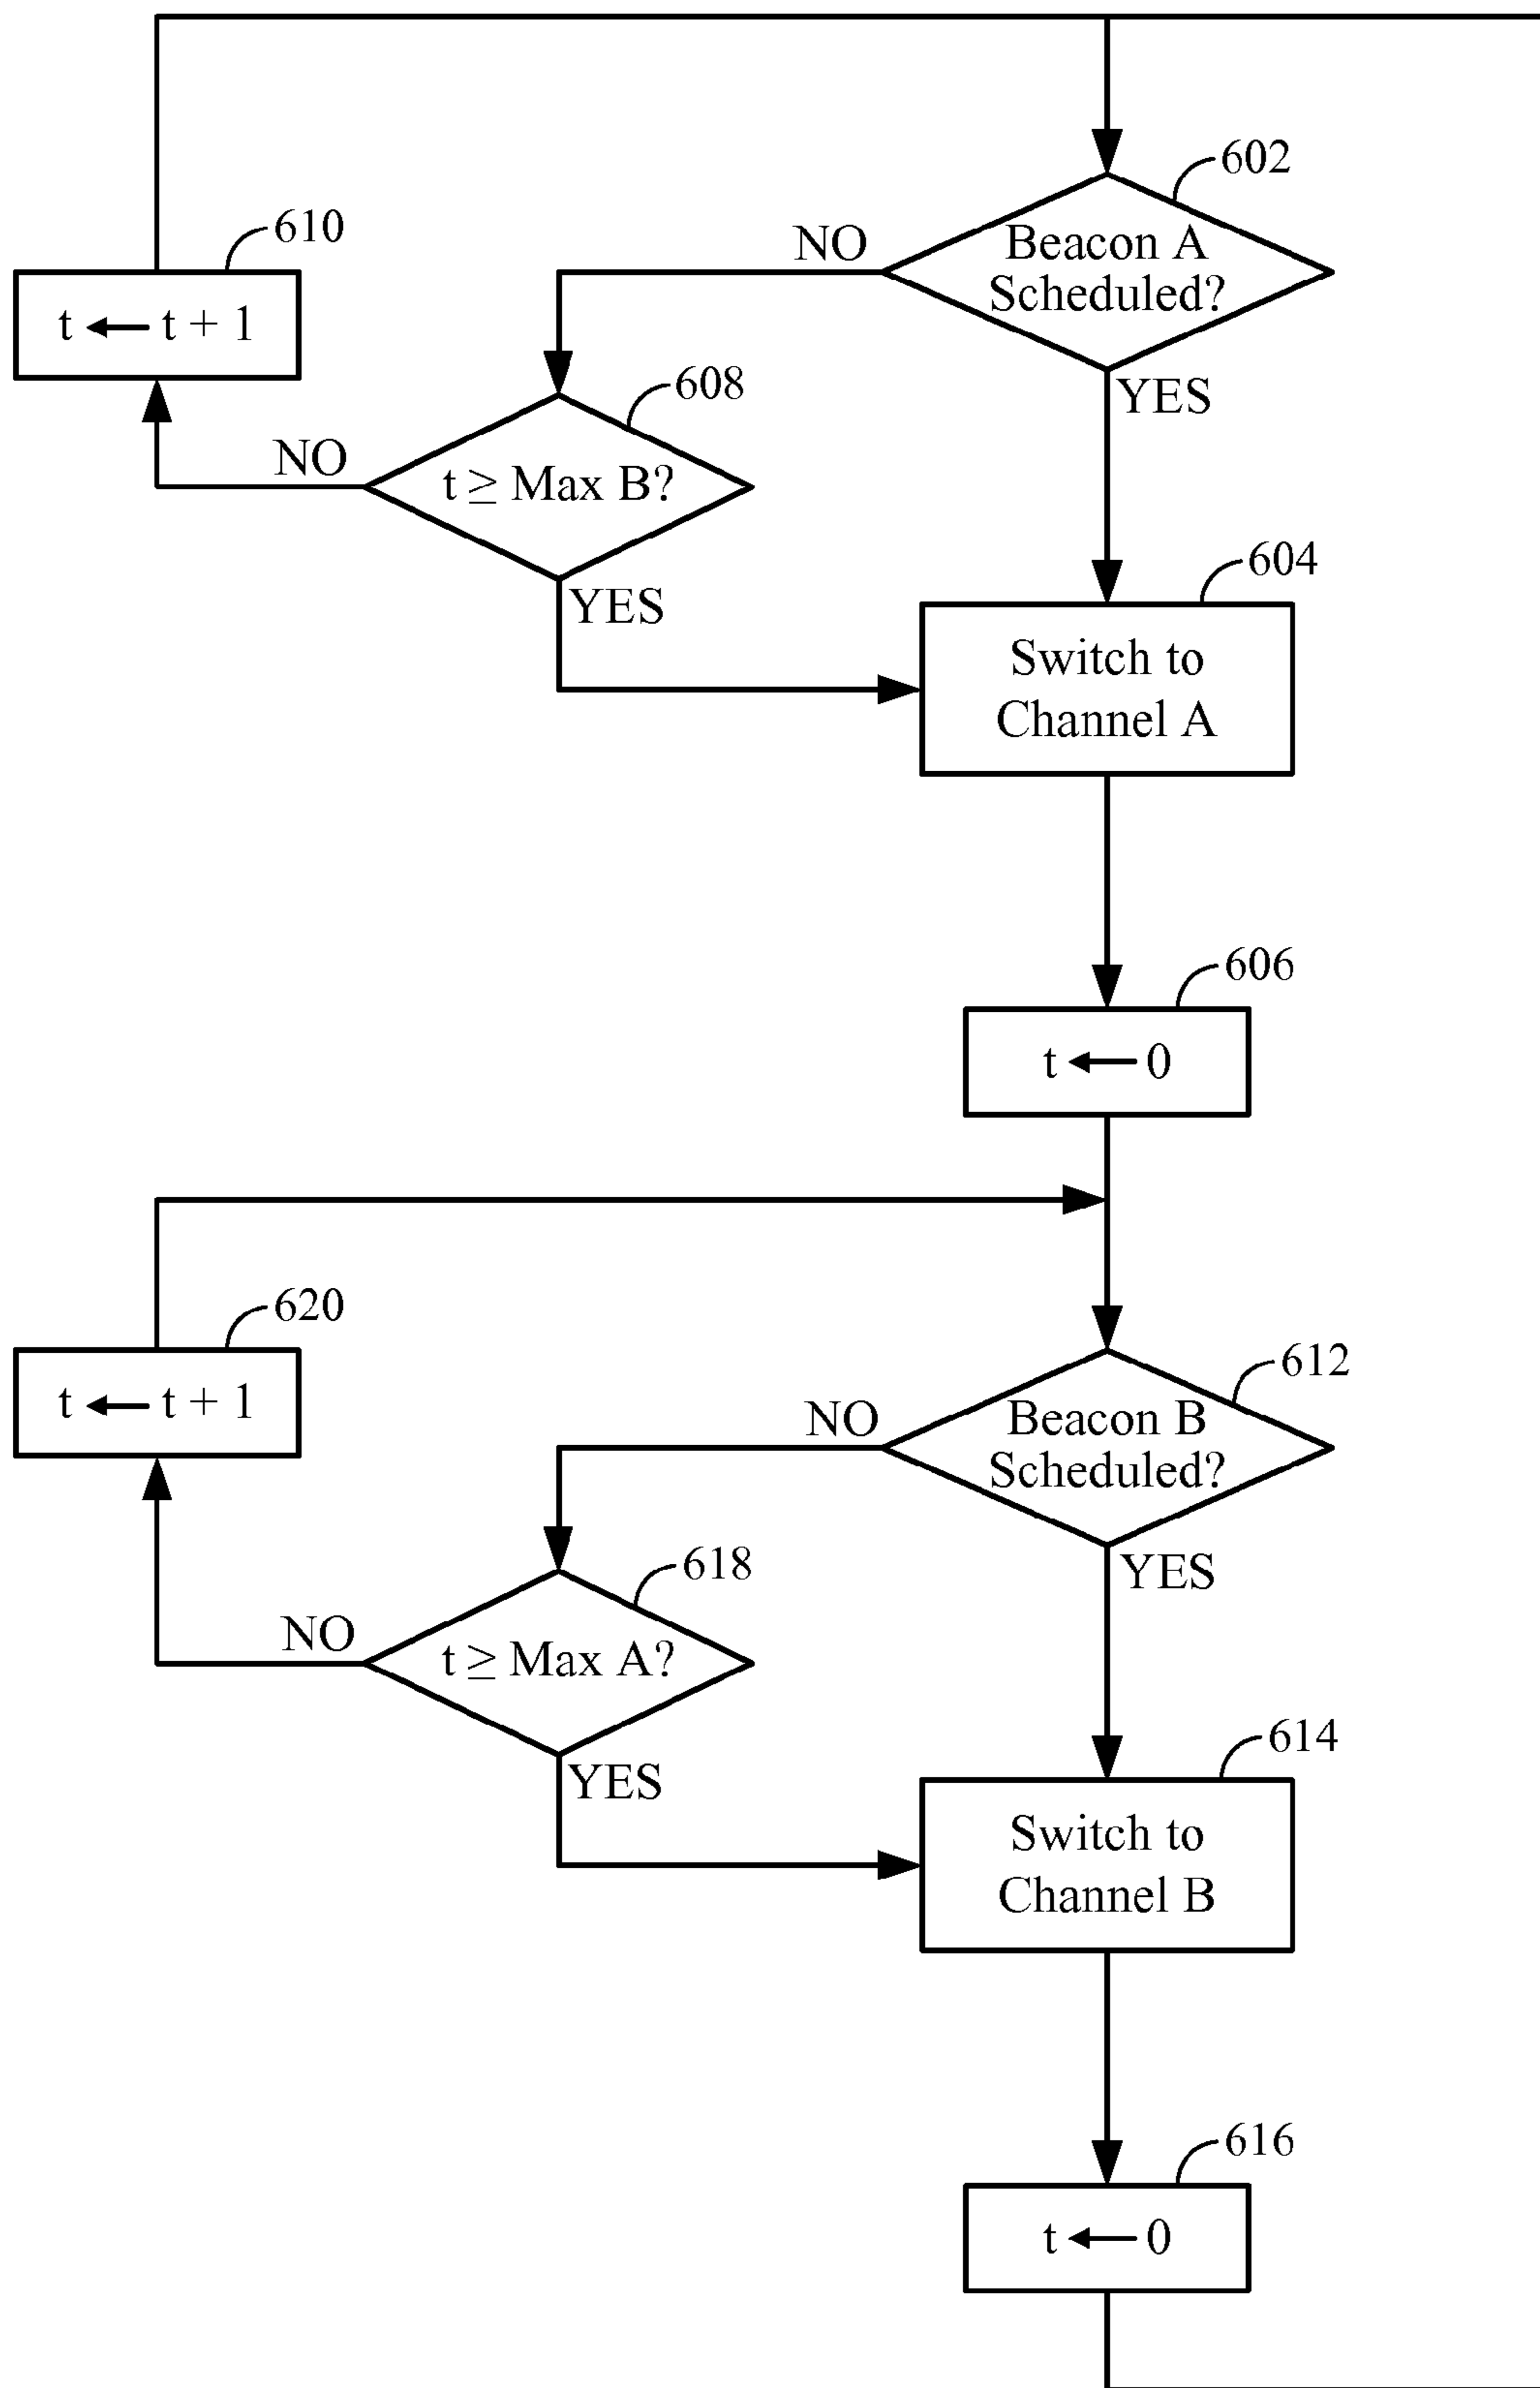 602
Beacon A
Scheduled?
NO
YES
610
t ← t + 1
608
t ≥ Max B?
NO
YES
604
Switch to
Channel A
606
t ← 0
620
t ← t + 1
612
Beacon B
Scheduled?
NO
YES
618
t ≥ Max A?
NO
YES
614
Switch to
Channel B
616
t ← 0